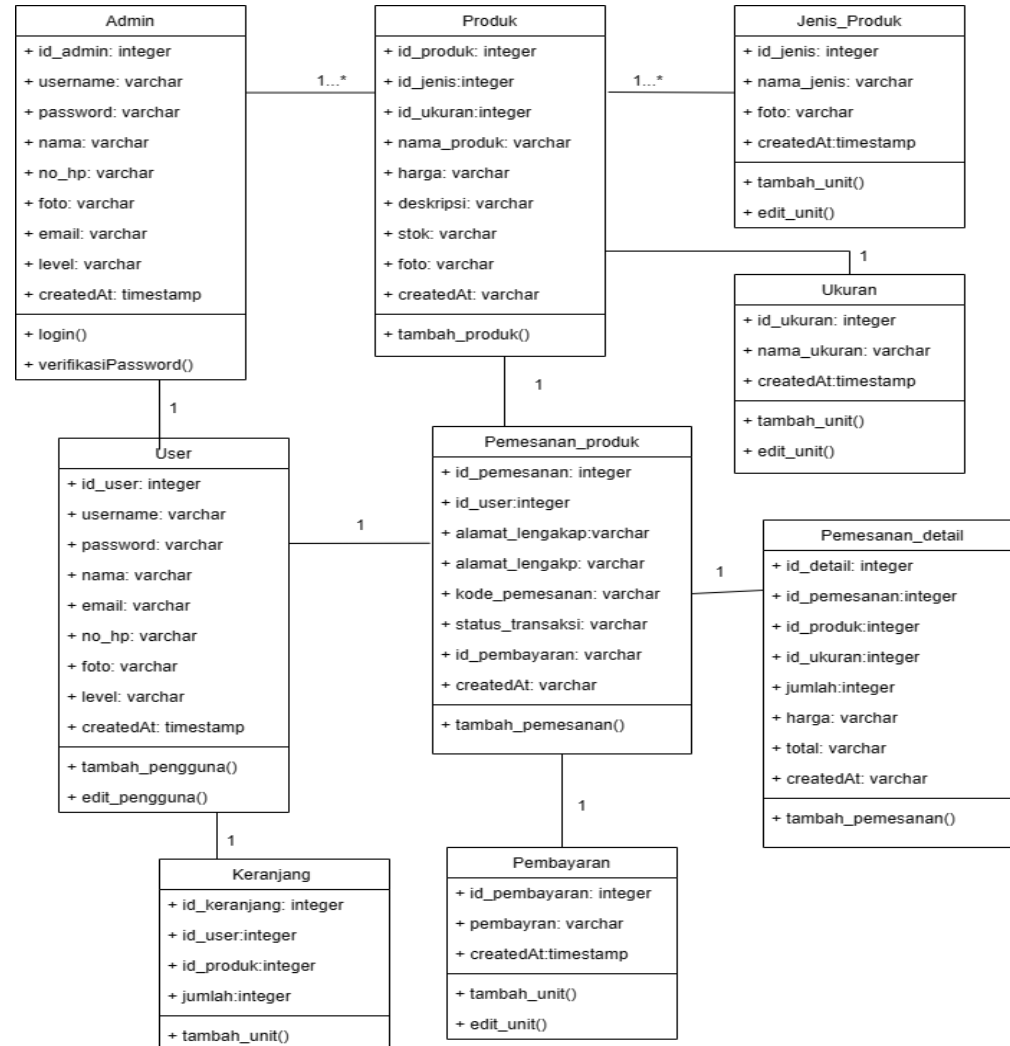 Admin
+ id_admin: integer
+ username: varchar
+ password: varchar
+ nama: varchar
+ no_hp: varchar
+ foto: varchar
+ email: varchar
+ level: varchar
+ createdAt: timestamp
+ login()
+ verifikasiPassword()
1...*
Produk
+ id_produk: integer
+ id_jenis:integer
+ id_ukuran:integer
+ nama_produk: varchar
+ harga: varchar
+ deskripsi: varchar
+ stok: varchar
+ foto: varchar
+ createdAt: varchar
+ tambah_produk()
1...*
Jenis_Produk
+ id_jenis: integer
+ nama_jenis: varchar
+ foto: varchar
+ createdAt:timestamp
+ tambah_unit()
+ edit_unit()
1
Ukuran
+ id_ukuran: integer
+ nama_ukuran: varchar
+ createdAt:timestamp
+ tambah_unit()
+ edit_unit()
1
1
User
+ id_user: integer
+ username: varchar
+ password: varchar
+ nama: varchar
+ email: varchar
+ no_hp: varchar
+ foto: varchar
+ level: varchar
+ createdAt: timestamp
+ tambah_pengguna()
+ edit_pengguna()
1
Pemesanan_produk
+ id_pemesanan: integer
+ id_user:integer
+ alamat_lengakap:varchar
+ alamat_lengakp: varchar
+ kode_pemesanan: varchar
+ status_transaksi: varchar
+ id_pembayaran: varchar
+ createdAt: varchar
+ tambah_pemesanan()
1
Pemesanan_detail
+ id_detail: integer
+ id_pemesanan:integer
+ id_produk:integer
+ id_ukuran:integer
+ jumlah:integer
+ harga: varchar
+ total: varchar
+ createdAt: varchar
+ tambah_pemesanan()
1
1
Keranjang
+ id_keranjang: integer
+ id_user:integer
+ id_produk:integer
+ jumlah:integer
+ tambah_unit()
Pembayaran
+ id_pembayaran: integer
+ pembayran: varchar
+ createdAt:timestamp
+ tambah_unit()
+ edit_unit()